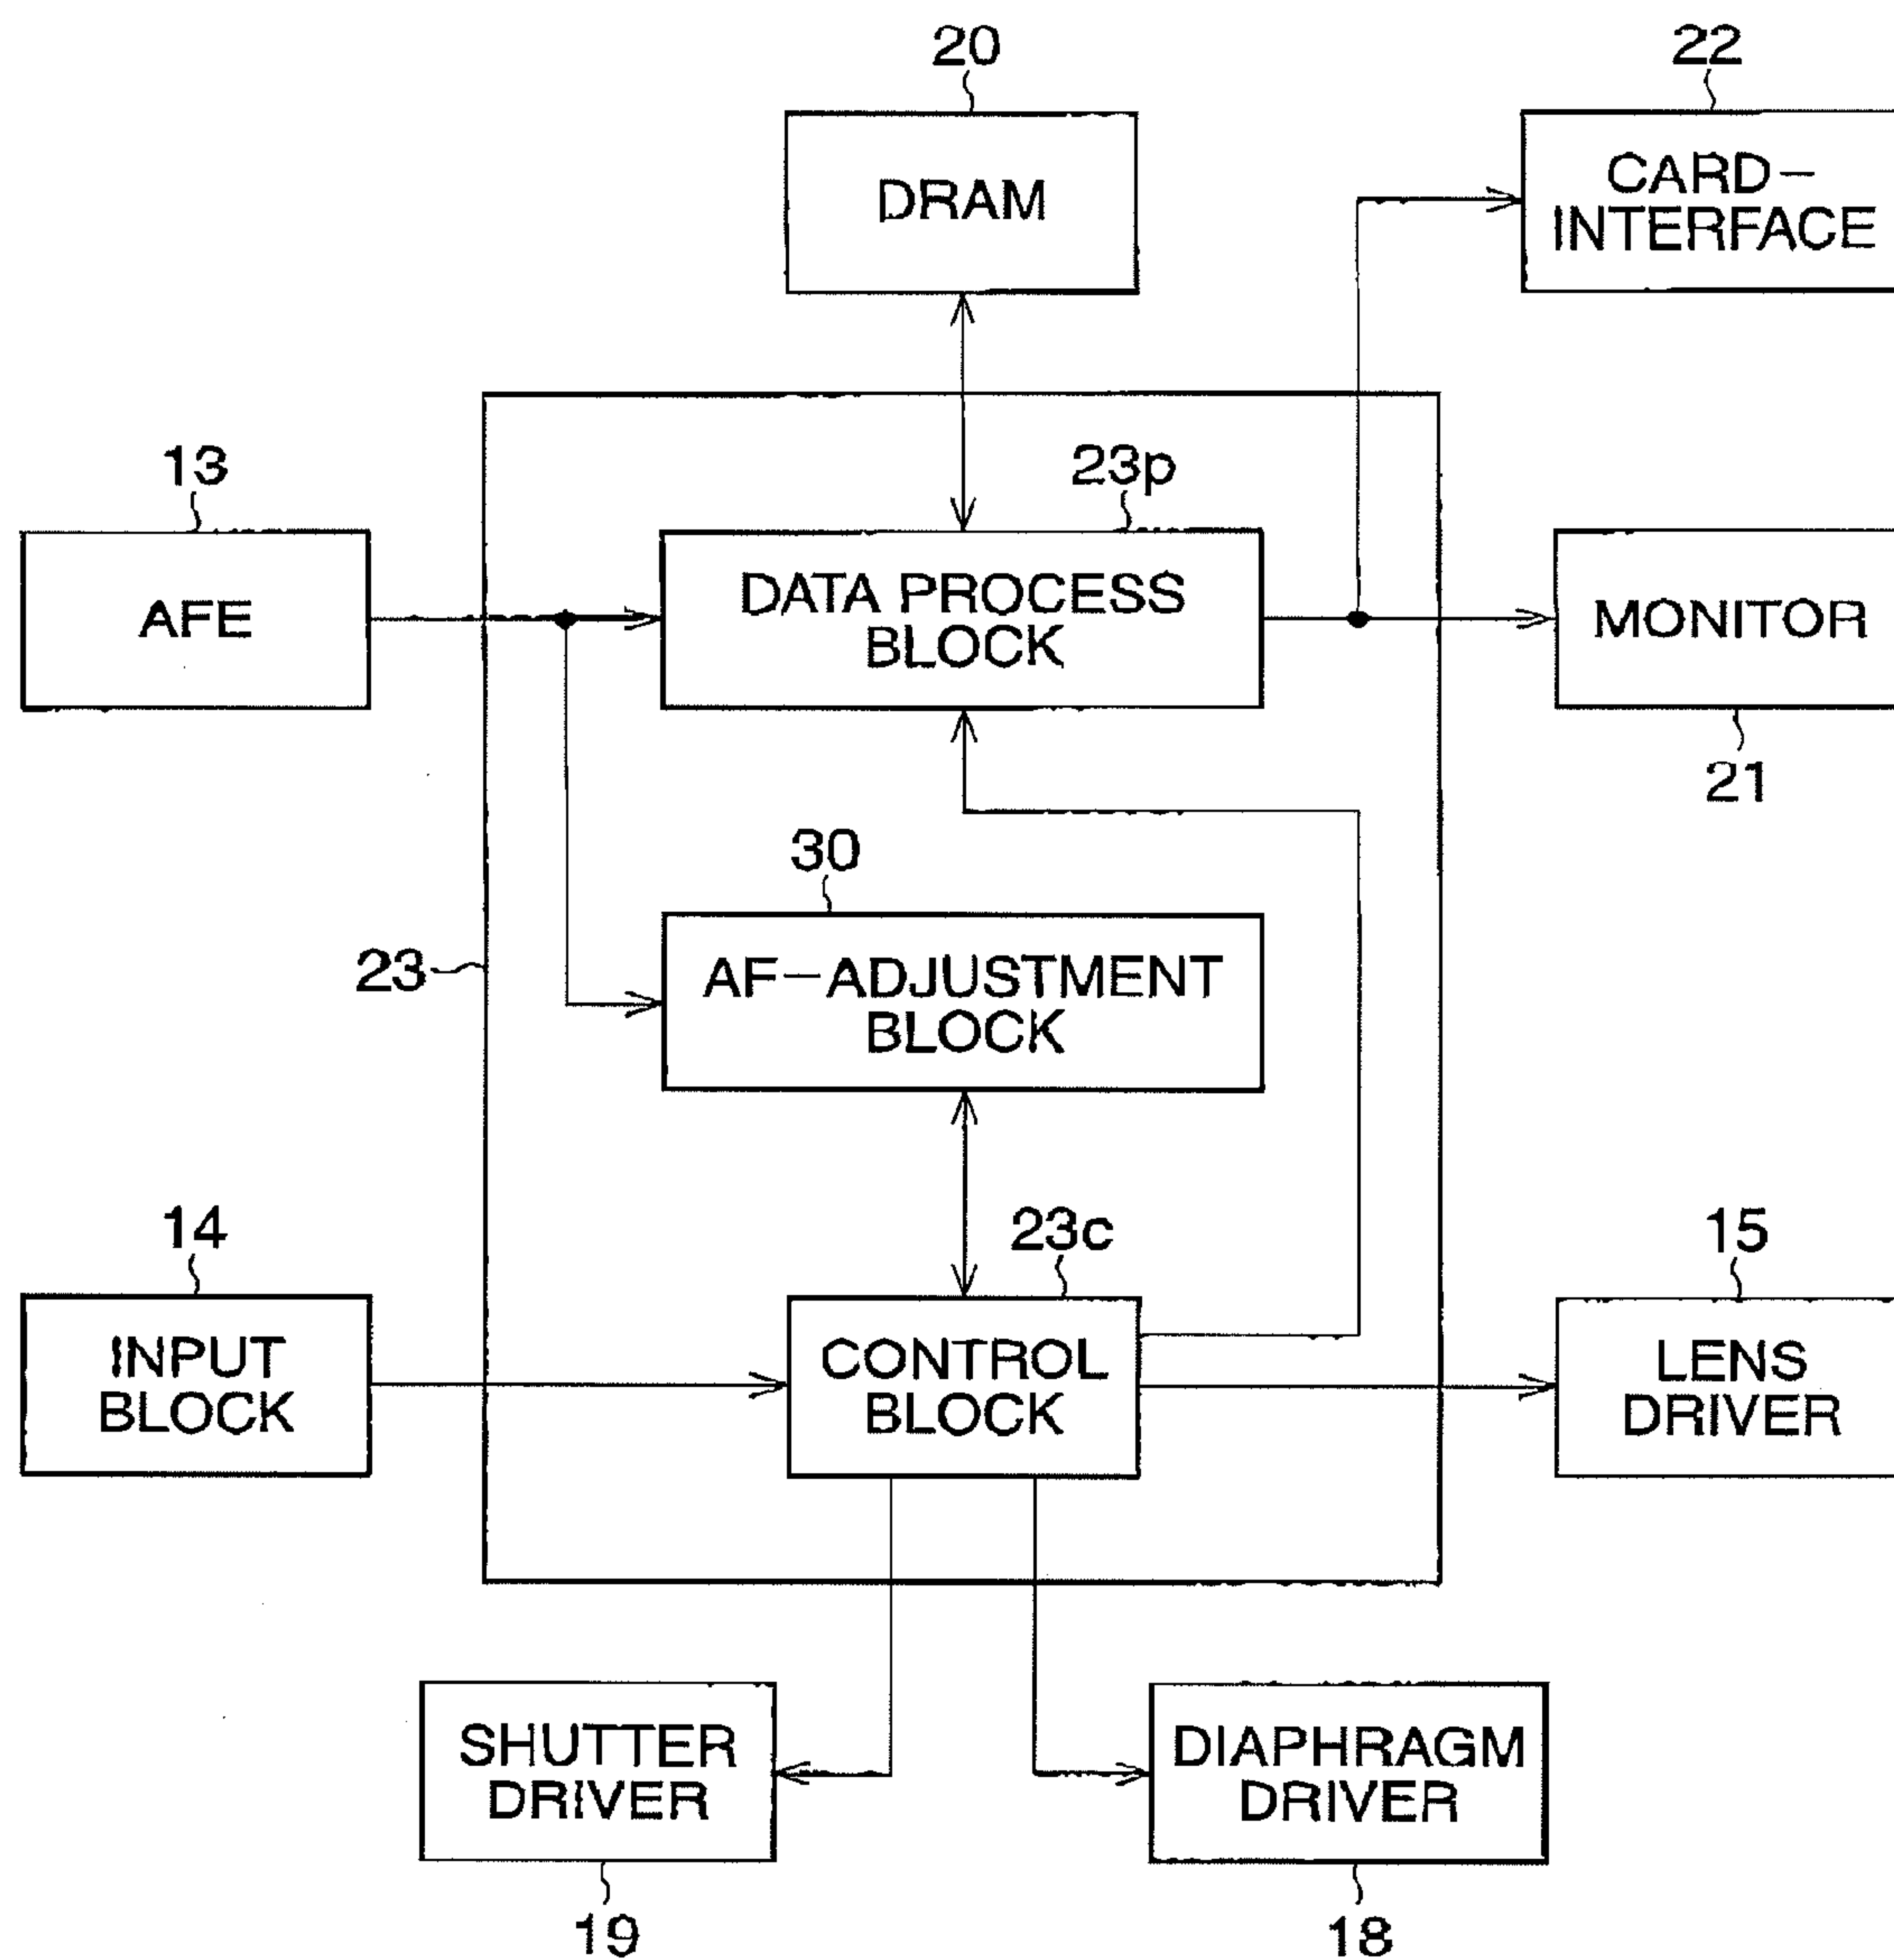 20
DRAM
22
CARD-
INTERFACE
13
AFE
23p
DATA PROCESS
BLOCK
MONITOR
21
30
AF-ADJUSTMENT
BLOCK
23
14
INPUT
BLOCK
23c
CONTROL
BLOCK
15
LENS
DRIVER
SHUTTER
DRIVER
19
DIAPHRAGM
DRIVER
18